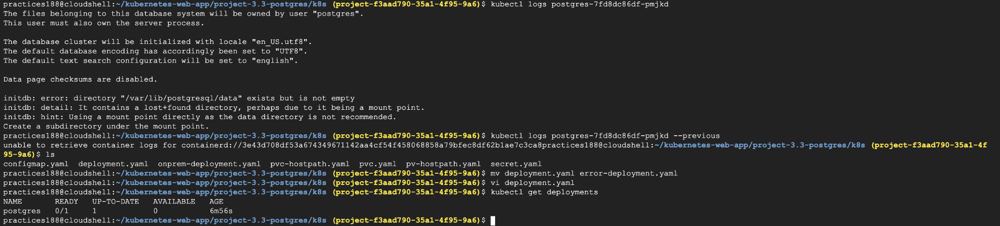 practices188@cloudshell:~/kubernetes-web-app/project-3.3-postgres/k8s (project-f3aad790-35a1-4f95-9a6)$ kubectl logs postgres-7fd8dc86df-pmjkd
The files belonging to this database system will be owned by user "postgres".
This user must also own the server process.
The database cluster will be initialized with locale "en_US.utf8".
The default database encoding has accordingly been set to "UTF8".
The default text search configuration will be set to "english".
Data page checksums are disabled.
initdb: error: directory "/var/lib/postgresql/data" exists but is not empty
initdb: detail: It contains a lost+found directory, perhaps due to it being a mount point.
initdb: hint: Using a mount point directly as the data directory is not recommended.
Create a subdirectory under the mount point.
practices188@cloudshell:~/kubernetes-web-app/project-3.3-postgres/k8s (project-f3aad790-35a1-4f95-9a6)$ kubectl logs postgres-7fd8dc86df-pmjkd --previous
unable to retrieve container logs for containerd://3e43d708df53a674349671142aa4cf54f458068858a79bfec8df62b1ae7c3ca8practices188@cloudshell:~/kubernetes-web-app/project-3.3-postgres/k8s (project-f3aad790-35a1-4f
95-9a6)$ ls
configmap.yaml  deployment.yaml  onprem-deployment.yaml  pvc-hostpath.yaml  pvc.yaml  pv-hostpath.yaml  secret.yaml
practices188@cloudshell:~/kubernetes-web-app/project-3.3-postgres/k8s (project-f3aad790-35a1-4f95-9a6)$ mv deployment.yaml error-deployment.yaml
practices188@cloudshell:~/kubernetes-web-app/project-3.3-postgres/k8s (project-f3aad790-35a1-4f95-9a6)$ vi deployment.yaml
practices188@cloudshell:~/kubernetes-web-app/project-3.3-postgres/k8s (project-f3aad790-35a1-4f95-9a6)$ kubectl get deployments
NAME       READY   UP-TO-DATE   AVAILABLE   AGE
postgres   0/1     1            0           6m56s
practices188@cloudshell:~/kubernetes-web-app/project-3.3-postgres/k8s (project-f3aad790-35a1-4f95-9a6)$